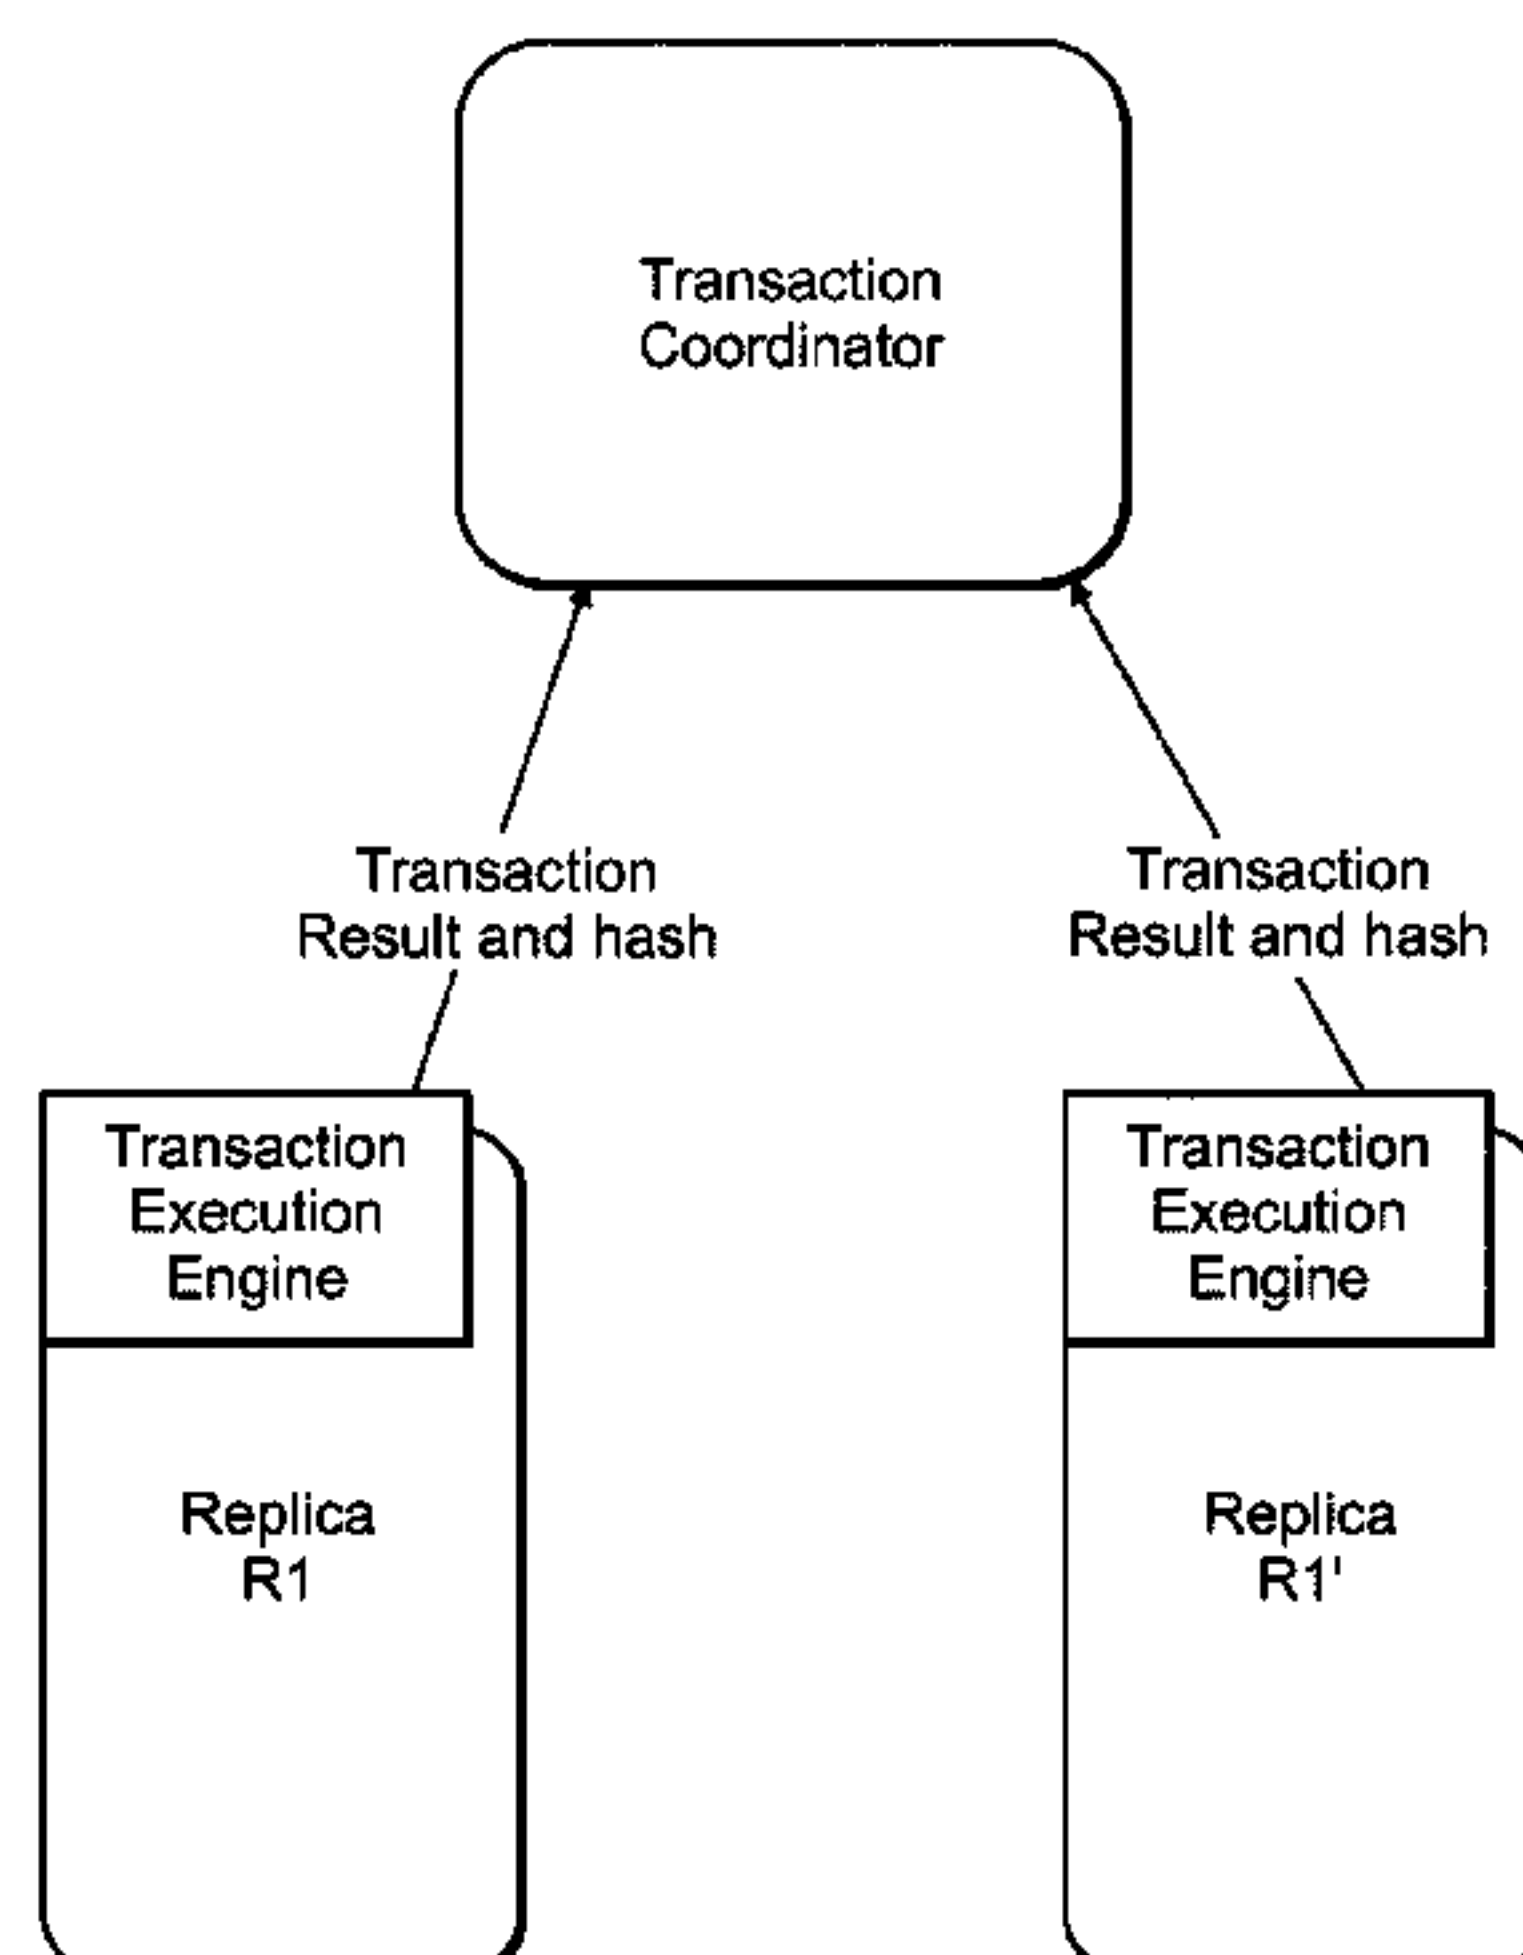 Transaction
Coordinator
Transaction
Result and hash
Transaction
Result and hash
Transaction
Execution
Engine
Transaction
Execution
Engine
Replica
R1
Replica
R1'